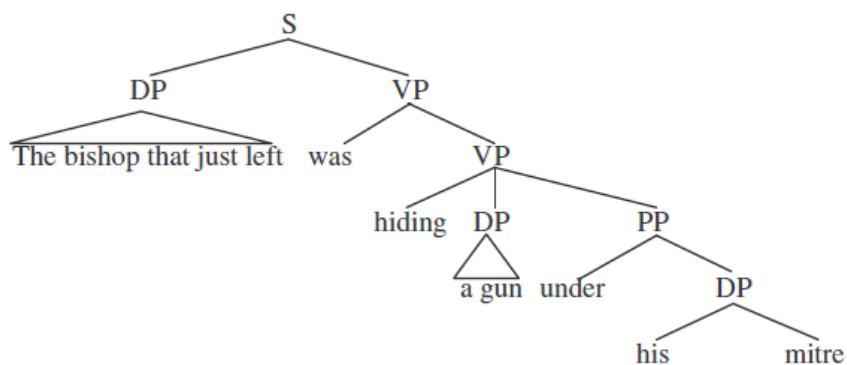 S
DP VP
The bishop that just left was VP
hiding DP PP
a gun under DP
his mitre